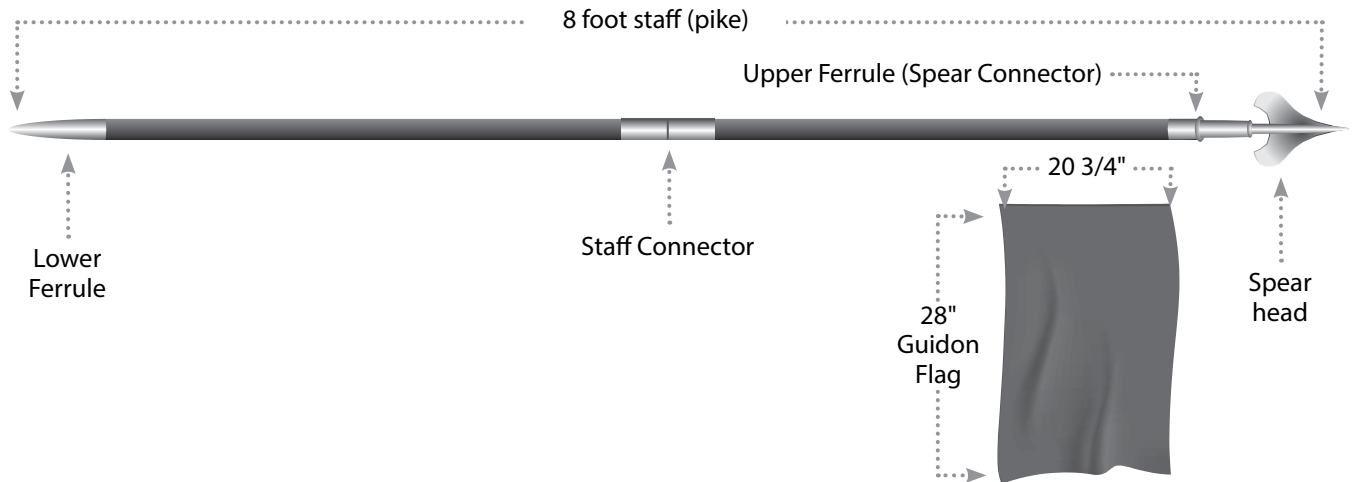 8 foot staff (pike)
Upper Ferrule (Spear Connector)
20 3/4"
Staff Connector
Lower
Ferrule
Spear
head
28"
Guidon
Flag